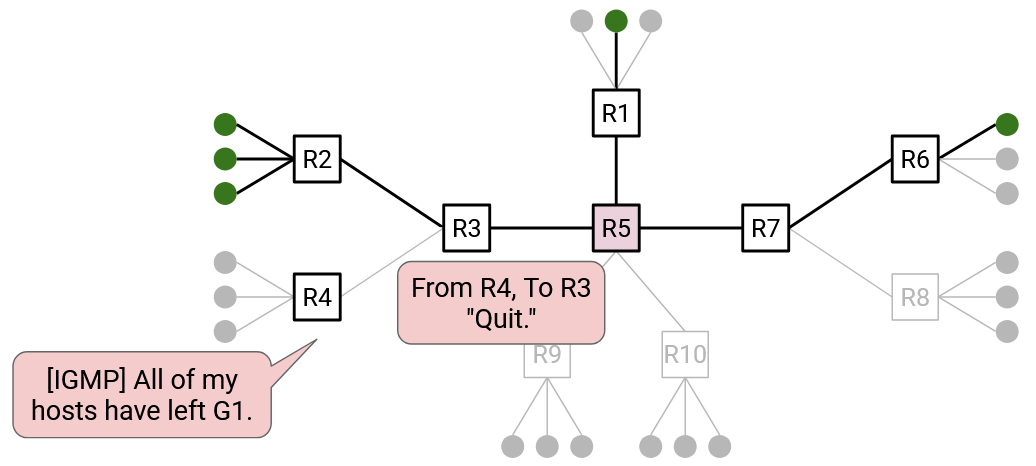 R1
R2
R6
R3
R5
R7
From R4, To R3
"Quit."
R4
R8
R9
R10
[IGMP] All of my
hosts have left G1.